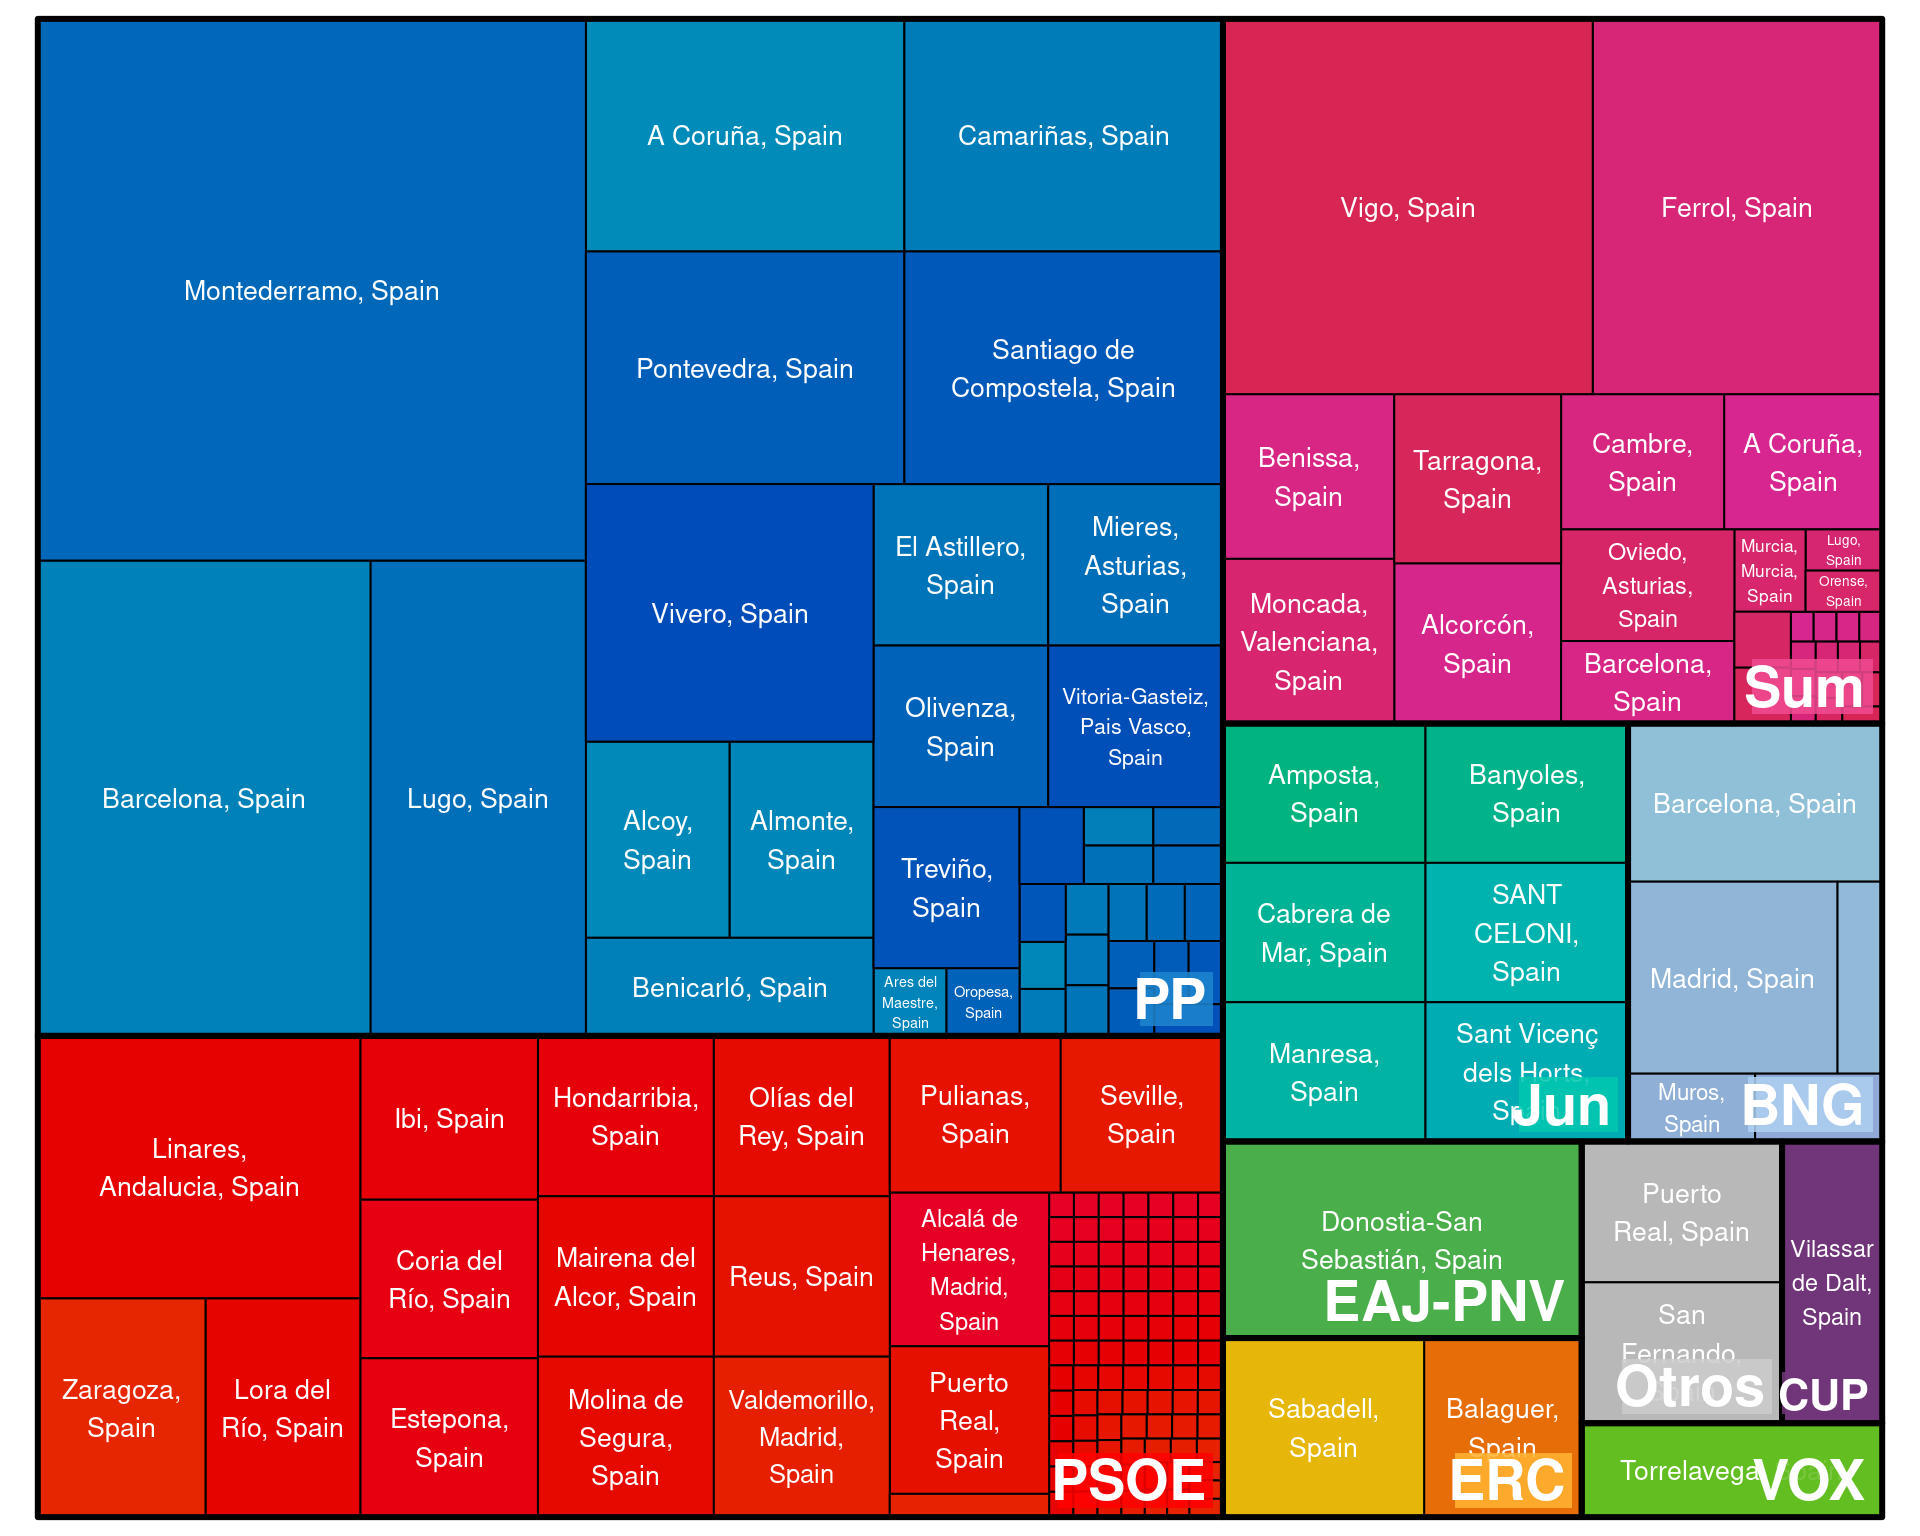 Montederramo, Spain
A Coruña, Spain
Camariñas, Spain
Pontevedra, Spain
Santiago de
Compostela, Spain
Barcelona, Spain
Lugo, Spain
Vivero, Spain
El Astillero,
Spain
Mieres,
Asturias,
Spain
Olivenza,
Spain
Vitoria-Gasteiz,
Pais Vasco,
Spain
Alcoy,
Spain
Almonte,
Spain
Benicarló, Spain
Treviño,
Spain
Ares del
Maestre,
Spain
Oropesa,
Spain
PP
Vigo, Spain
Ferrol, Spain
Benissa,
Spain
Tarragona,
Spain
Cambre,
Spain
A Coruña,
Spain
Moncada,
Valenciana,
Spain
Alcorcón,
Spain
Oviedo,
Asturias,
Spain
Barcelona,
Spain
Murcia,
Murcia,
Spain
Lugo,
Spain
Orense,
Spain
Sum
Amposta,
Spain
Banyoles,
Spain
Cabrera de
Mar, Spain
SANT
CELONI,
Spain
Manresa,
Spain
Sant Vicenç
dels Horts,
Spain
Jun
Barcelona, Spain
Madrid, Spain
Muros,
Spain
BNG
Linares,
Andalucia, Spain
Zaragoza,
Spain
Lora del
Río, Spain
Ibi, Spain
Coria del
Río, Spain
Estepona,
Spain
Hondarribia,
Spain
Olías del
Rey, Spain
Mairena del
Alcor, Spain
Reus, Spain
Molina de
Segura,
Spain
Valdemorillo,
Madrid,
Spain
Pulianas,
Spain
Seville,
Spain
Alcalá de
Henares,
Madrid,
Spain
Puerto
Real,
Spain
PSOE
Donostia-San
Sebastián, Spain
EAJ-PNV
Sabadell,
Spain
Balaguer,
Spain
ERC
Puerto
Real, Spain
San
Fernando,
Otros
Vilassar
de Dalt,
Spain
CUP
Torrelavega
VOX